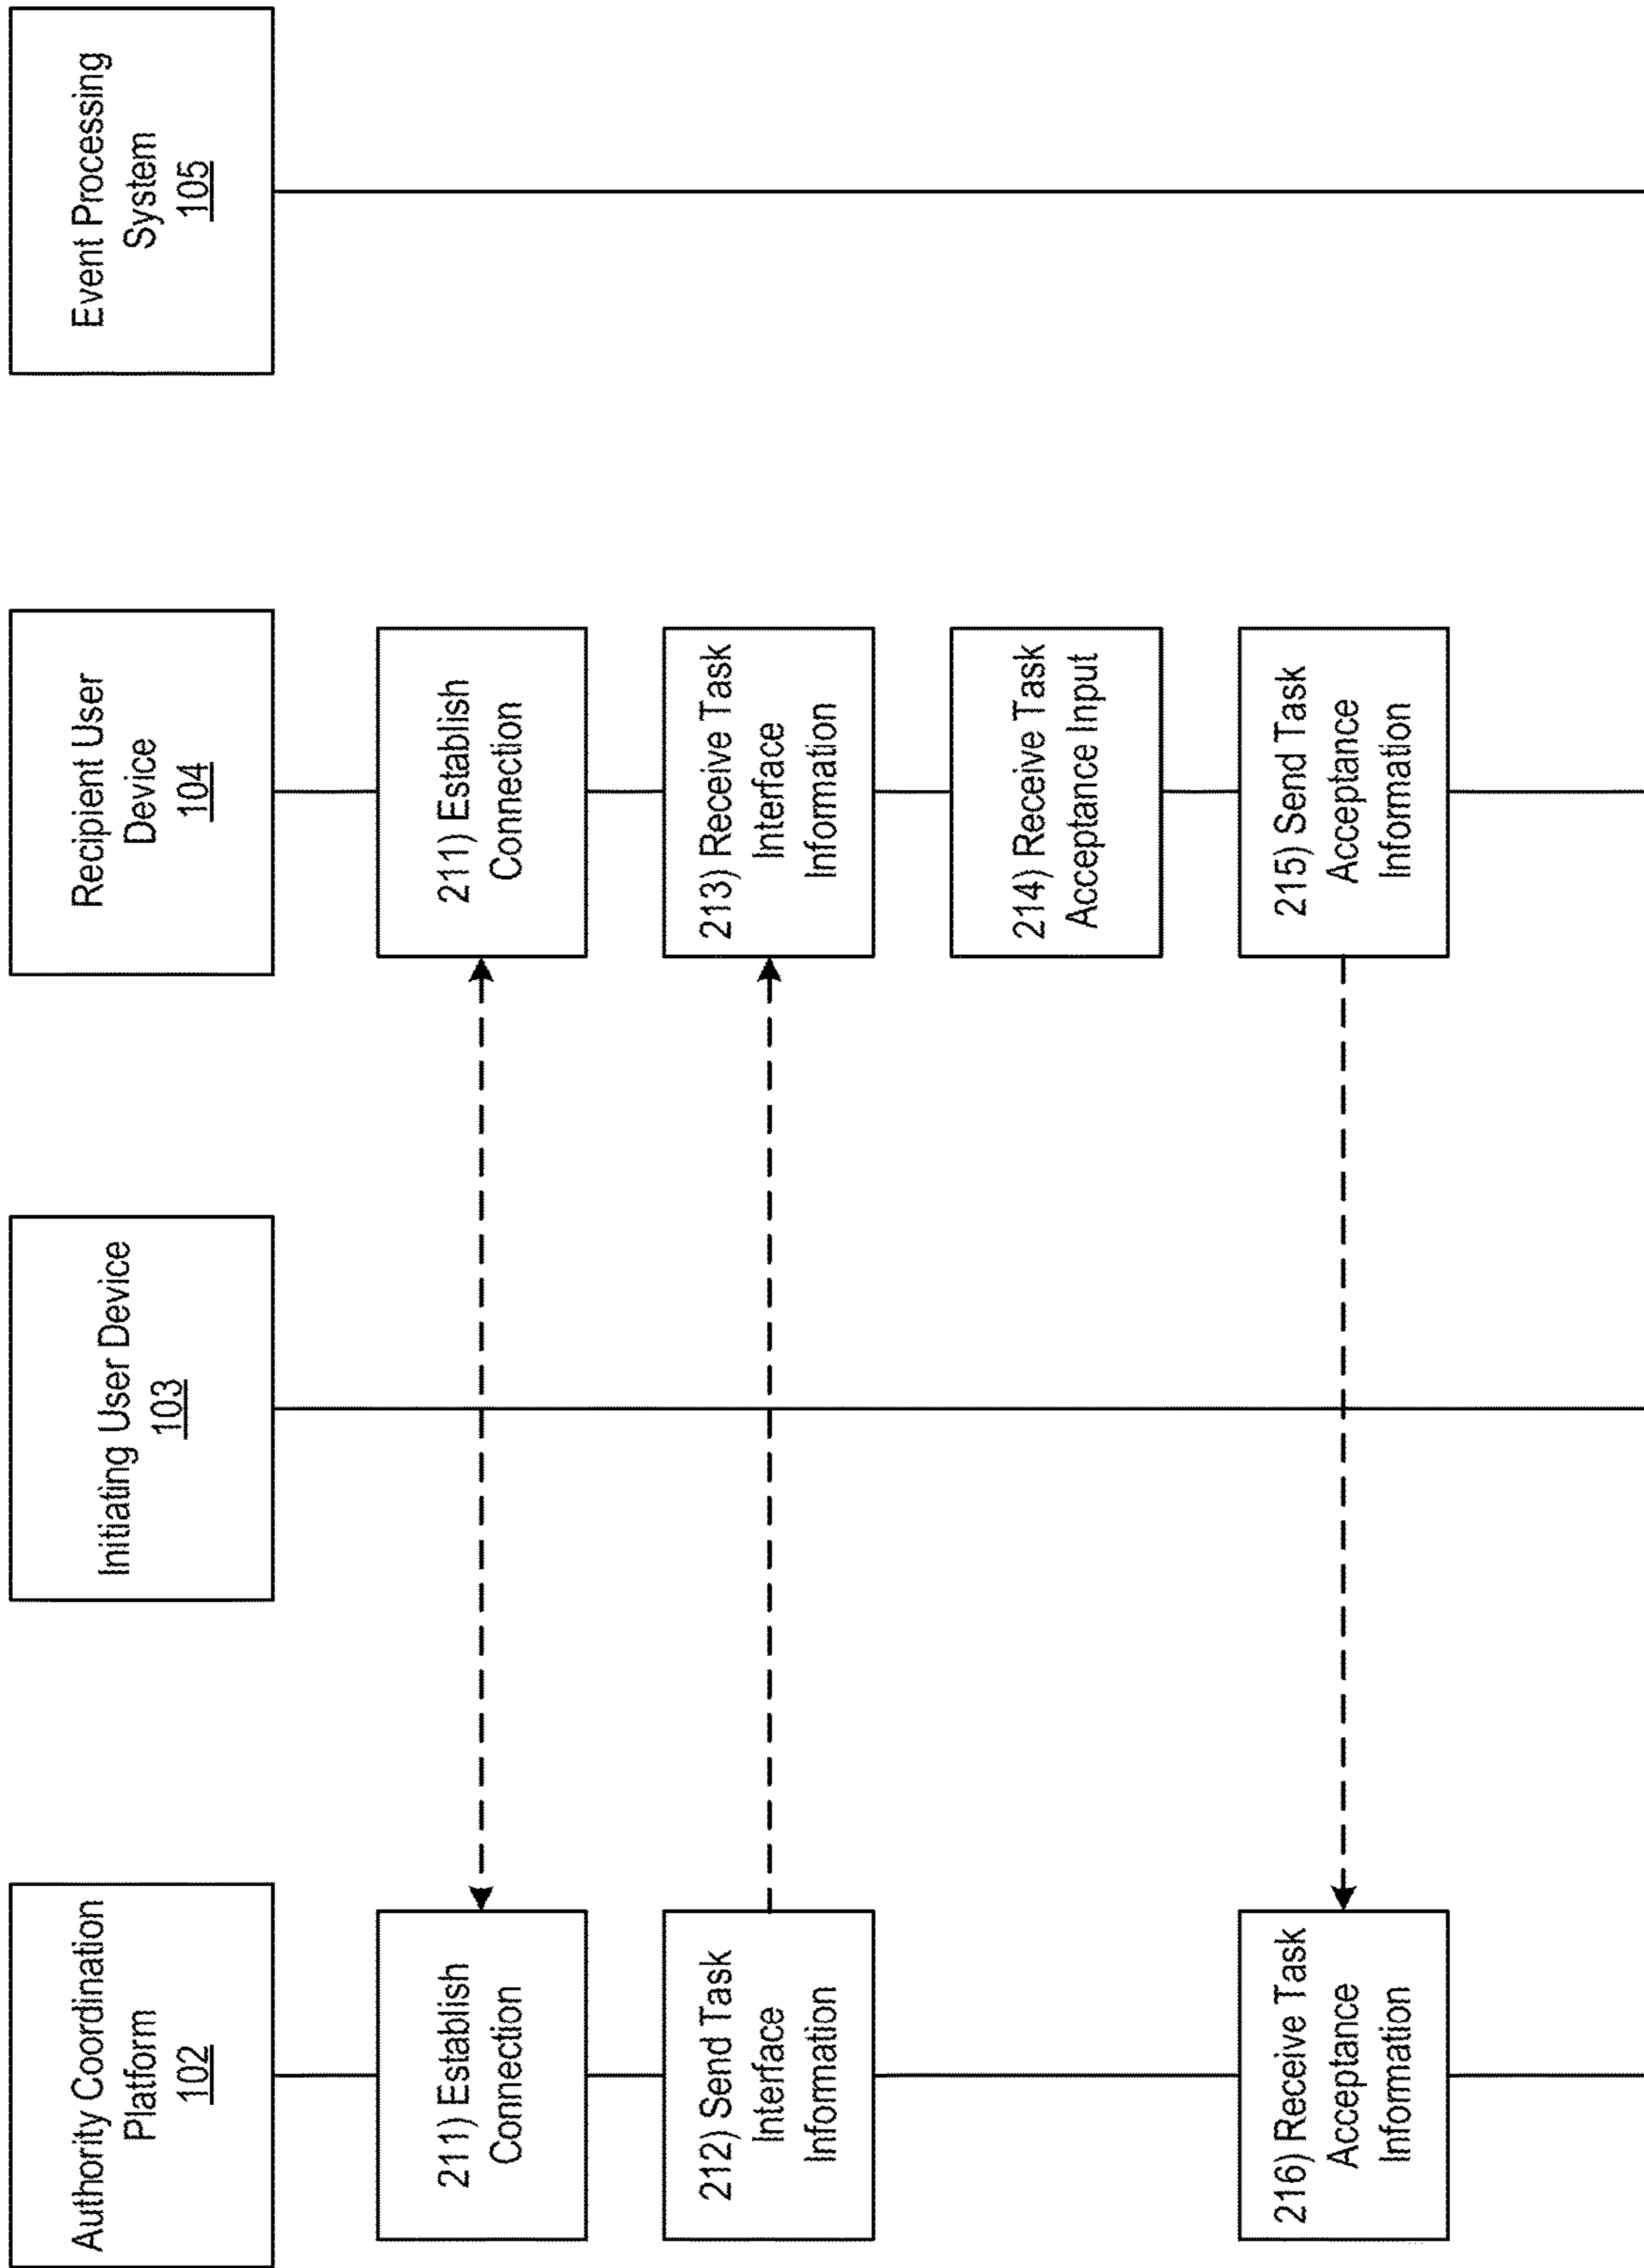 Authority Coordination
Platform
102
Initiating User Device
103
Recipient User
Device
104
Event Processing
System
105
211) Establish
Connection
211) Establish
Connection
212) Send Task
Interface
Information
213) Receive Task
Interface
Information
214) Receive Task
Acceptance Input
216) Receive Task
Acceptance
Information
215) Send Task
Acceptance
Information